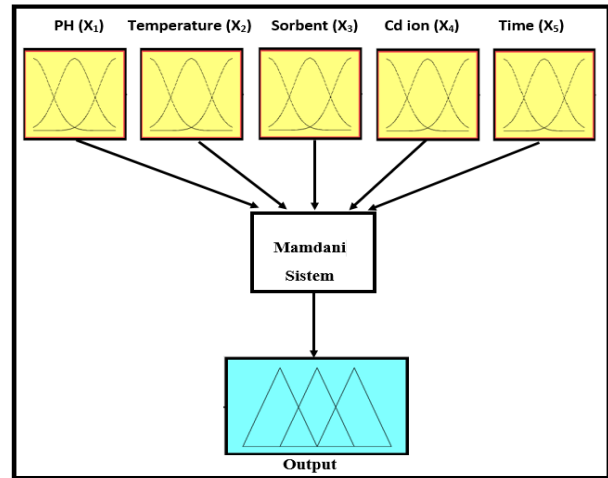 PH (X₁) Temperature (X₂) Sorbent (X₃) Cd ion (X₄) Time (X₅)
Mamdani
Sistem
Output